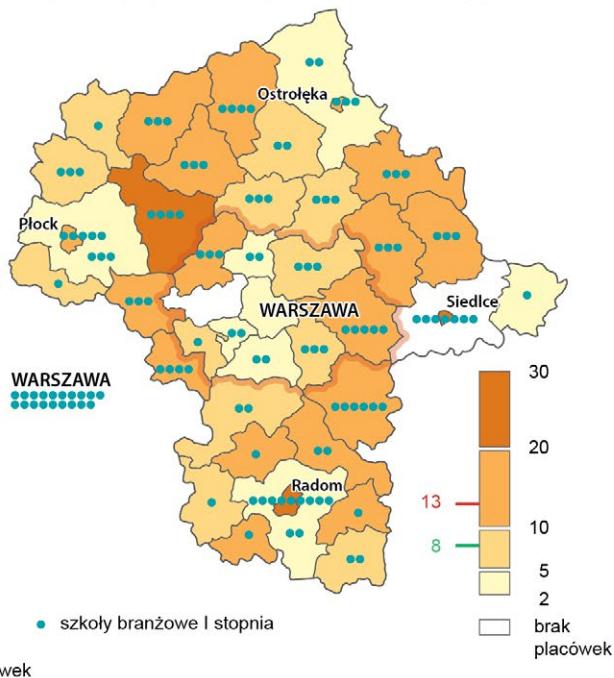 Ostrołęka
Płock
WARSZAWA
Siedlce
WARSZAWA
Radom
30
20
13
10
8
5
2
brak
placówek
szkoły branżowe I stopnia
wek